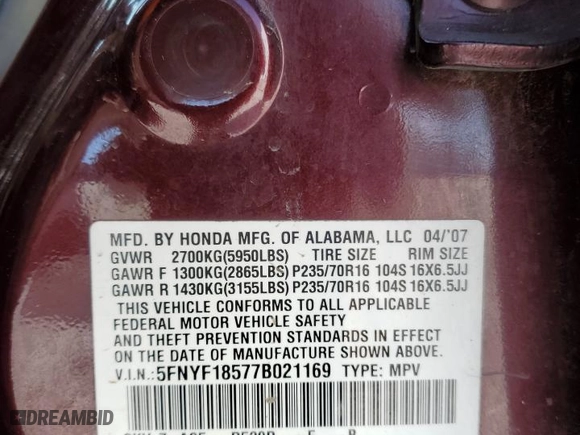 MFD. BY HONDA MFG. OF ALABAMA, LLC 04/'07
GVWR 2700KG(5950LBS) TIRE SIZE RIM SIZE
GAWR F 1300KG(2865LBS)P235/70R16 104S 16X6.5JJ
GAWR R 1430KG(3155LBS)P235/70R16 104S 16X6.5JJ
THIS VEHICLE CONFORMS TO ALL APPLICABLE
FEDERAL MOTOR VEHICLE SAFETY
AND THEFT PREVENTION STANDARDS IN EFFECT
ON THE DATE OF MANUFACTURE SHOWN ABOVE.
V.I.N.: 5FNYF18577B021169 TYPE: MPV
DREAMBID